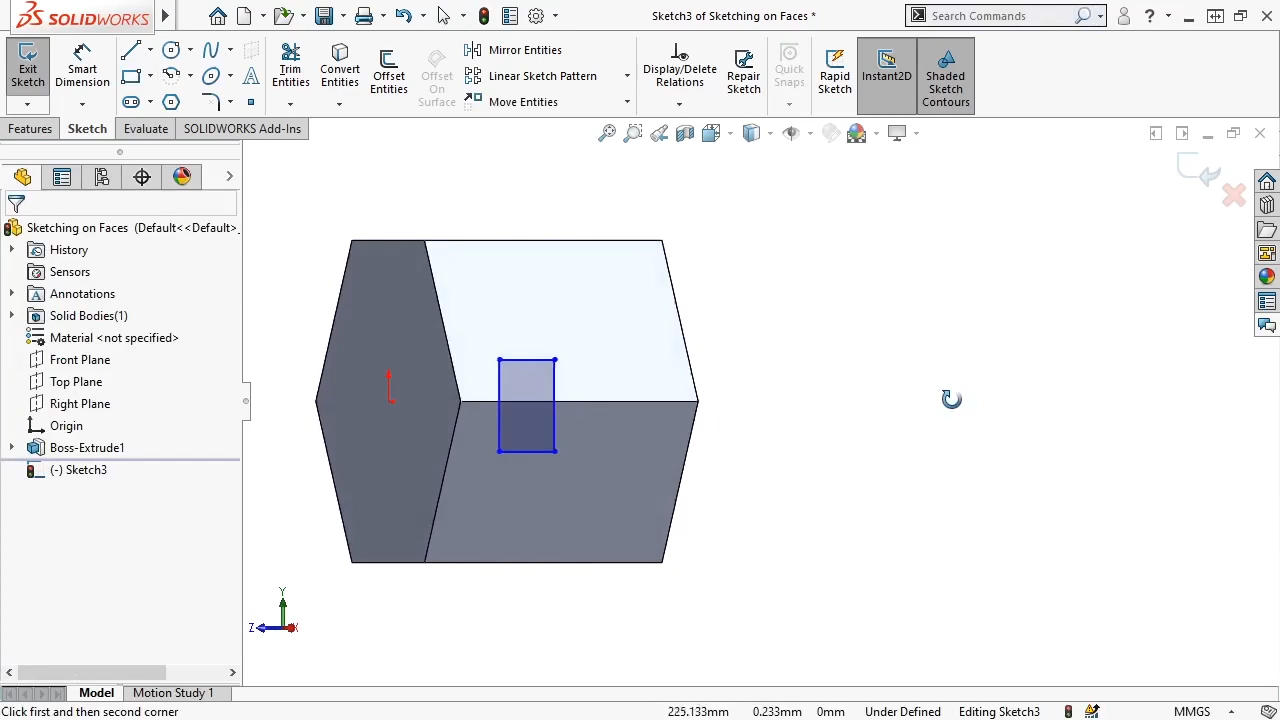 SOLIDWORKS
Sketch3 of Sketching on Faces *
Search Commands
Exit Sketch
Smart Dimension
Trim Entities
Convert Entities
Offset Entities
Offset On Surface
Mirror Entities
Linear Sketch Pattern
Move Entities
Display/Delete Relations
Repair Sketch
Quick Snaps
Rapid Sketch
Instant2D
Shaded Sketch Contours
Features
Sketch
Evaluate
SOLIDWORKS Add-Ins
Sketching on Faces (Default<<Default>_
History
Sensors
Annotations
Solid Bodies(1)
Material <not specified>
Front Plane
Top Plane
Right Plane
Origin
Boss-Extrude1
(-) Sketch3
Y
Z
X
Model
Motion Study 1
Click first and then second corner
225.133mm
0.233mm
0mm
Under Defined
Editing Sketch3
MMGS